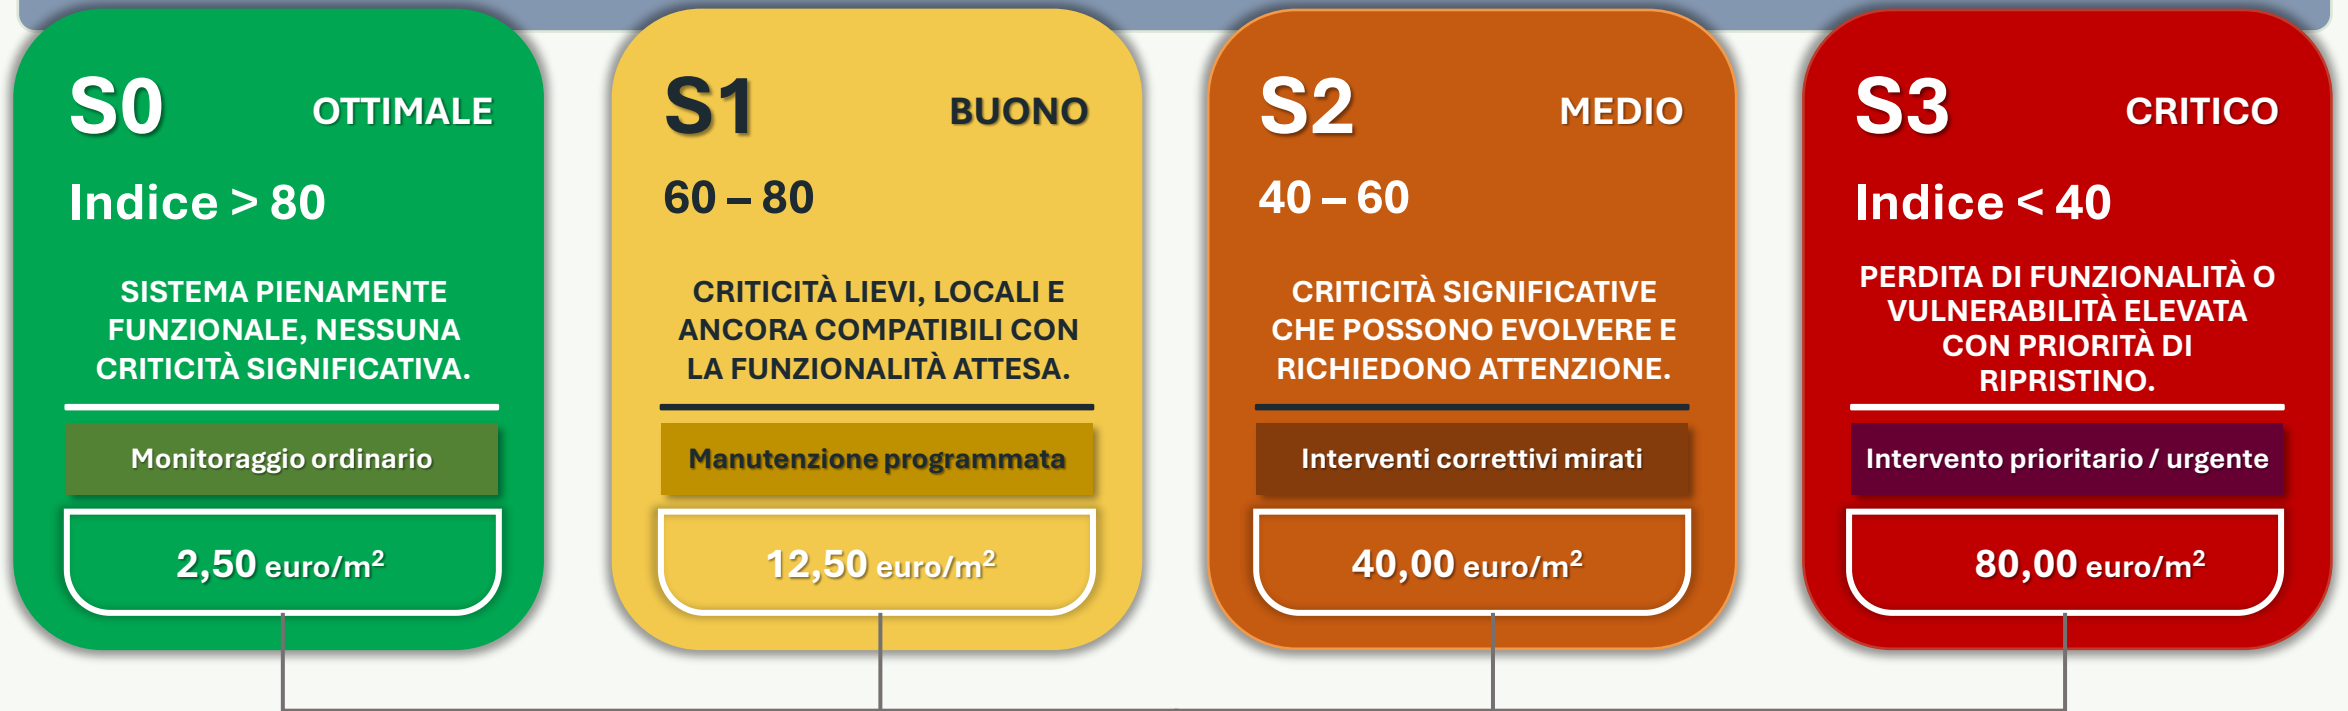 S0 OTTIMALE
Indice > 80
SISTEMA PIENAMENTE
FUNZIONALE, NESSUNA
CRITICITÀ SIGNIFICATIVA.
Monitoraggio ordinario
2,50 euro/m²
S1 BUONO
60 – 80
CRITICITÀ LIEVI, LOCALI E
ANCORA COMPATIBILI CON
LA FUNZIONALITÀ ATTESA.
Manutenzione programmata
12,50 euro/m²
S2 MEDIO
40 – 60
CRITICITÀ SIGNIFICATIVE
CHE POSSONO EVOLVERE E
RICHIEDONO ATTENZIONE.
Interventi correttivi mirati
40,00 euro/m²
S3 CRITICO
Indice < 40
PERDITA DI FUNZIONALITÀ O
VULNERABILITÀ ELEVATA
CON PRIORITÀ DI
RIPRISTINO.
Intervento prioritario / urgente
80,00 euro/m²